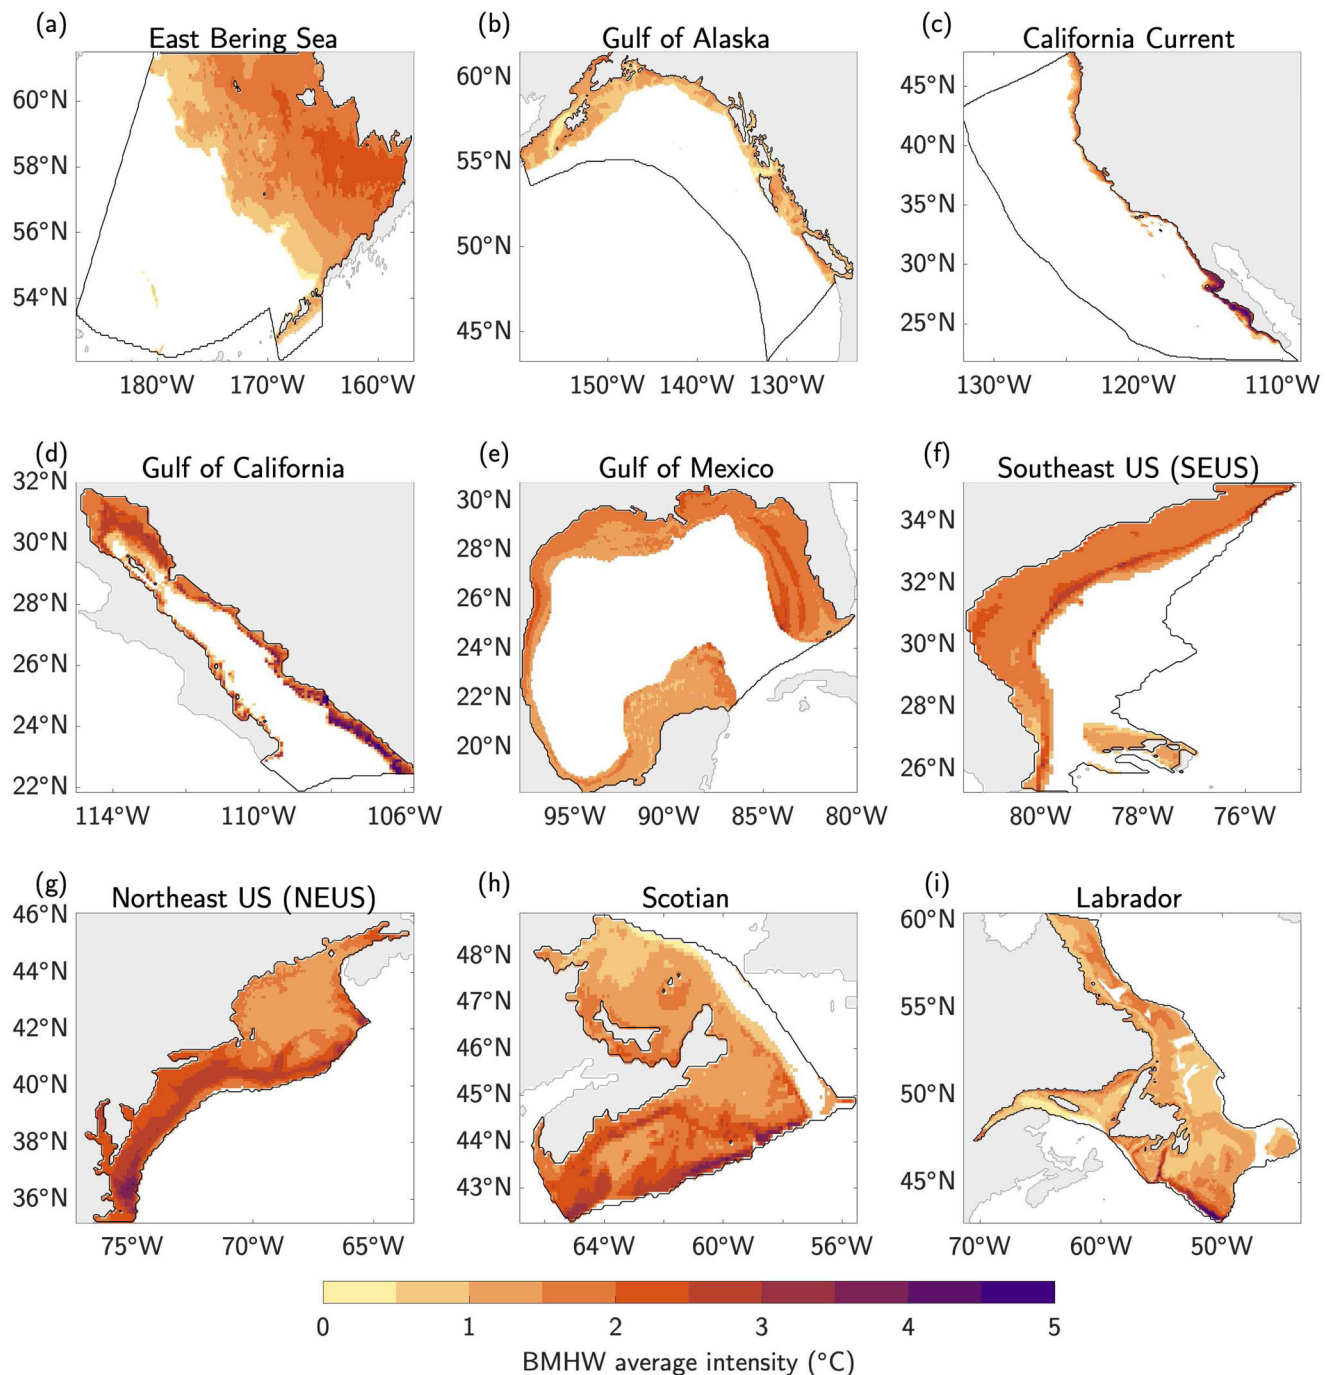 (a)
East Bering Sea
60°N
58°N
56°N
54°N
180°W
170°W
160°W
(b)
Gulf of Alaska
60°N
55°N
50°N
45°N
150°W
140°W
130°W
(c)
California Current
45°N
40°N
35°N
30°N
25°N
130°W
120°W
110°W
(d)
Gulf of California
32°N
30°N
28°N
26°N
24°N
22°N
114°W
110°W
106°W
(e)
Gulf of Mexico
30°N
28°N
26°N
24°N
22°N
20°N
95°W
90°W
85°W
80°W
(f)
Southeast US (SEUS)
34°N
32°N
30°N
28°N
26°N
80°W
78°W
76°W
(g)
Northeast US (NEUS)
46°N
44°N
42°N
40°N
38°N
36°N
75°W
70°W
65°W
(h)
Scotian
48°N
47°N
46°N
45°N
44°N
43°N
64°W
60°W
56°W
(i)
Labrador
60°N
55°N
50°N
45°N
70°W
60°W
50°W
0 1 2 3 4 5
BMHW average intensity (°C)